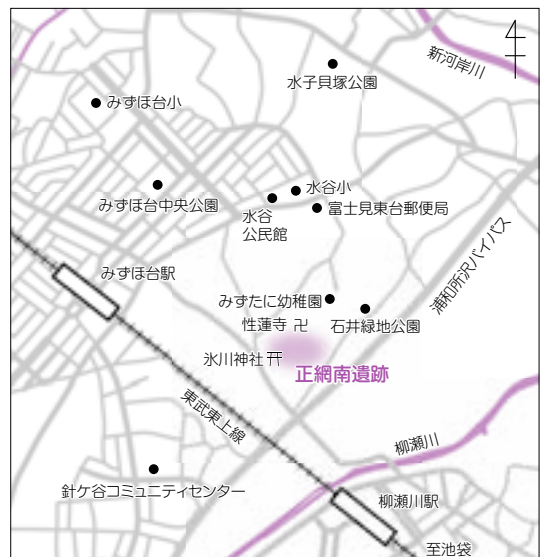 新河岸川
水子貝塚公園
みずほ台小
水谷小
みずほ台中央公園
水谷
公民館
富士見東台郵便局
浦和所沢バイパス
みずほ台駅
みずたに幼稚園
性蓮寺 卍
石井緑地公園
氷川神社
正網南遺跡
東武東上線
柳瀬川
針ケ谷コミュニティセンター
柳瀬川駅
至池袋